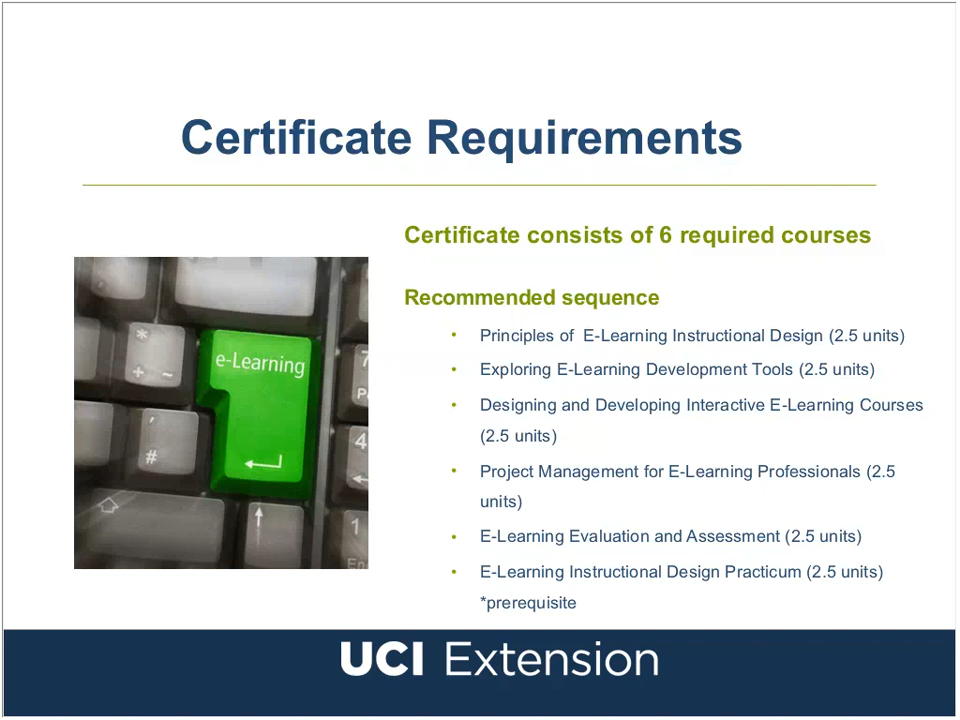 Certificate Requirements
Certificate consists of 6 required courses
Recommended sequence
• Principles of E-Learning Instructional Design (2.5 units)
• Exploring E-Learning Development Tools (2.5 units)
• Designing and Developing Interactive E-Learning Courses
(2.5 units)
• Project Management for E-Learning Professionals (2.5
units)
• E-Learning Evaluation and Assessment (2.5 units)
• E-Learning Instructional Design Practicum (2.5 units)
*prerequisite
e-Learning
*
+ ~
7
'
#
4
1
UCI Extension